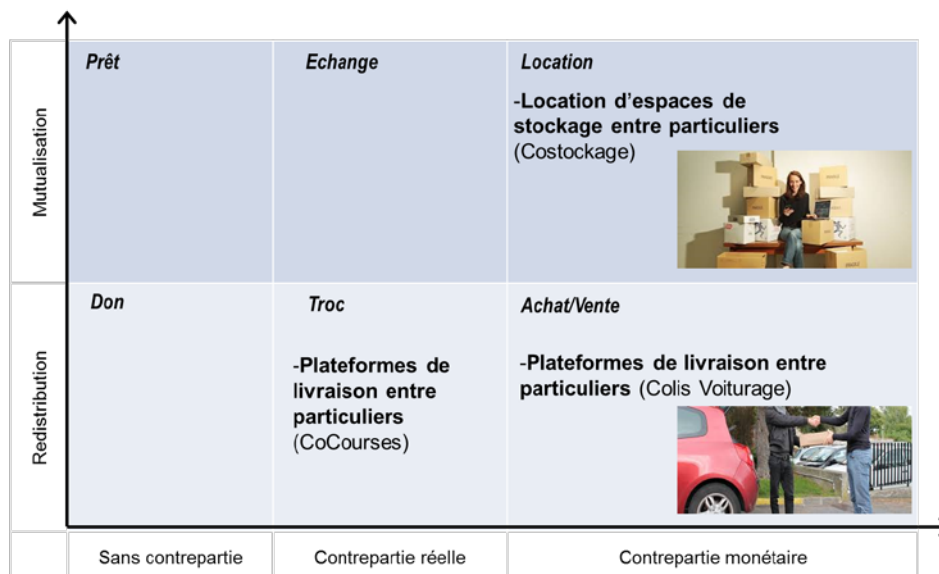 Prêt
Echange
Location
-Location d'espaces de
stockage entre particuliers
(Costockage)
Mutualisation
Don
Troc
Achat/Vente
-Plateformes de
livraison entre
particuliers
(CoCourses)
-Plateformes de livraison entre
particuliers (Colis Voiturage)
Redistribution
Sans contrepartie
Contrepartie réelle
Contrepartie monétaire